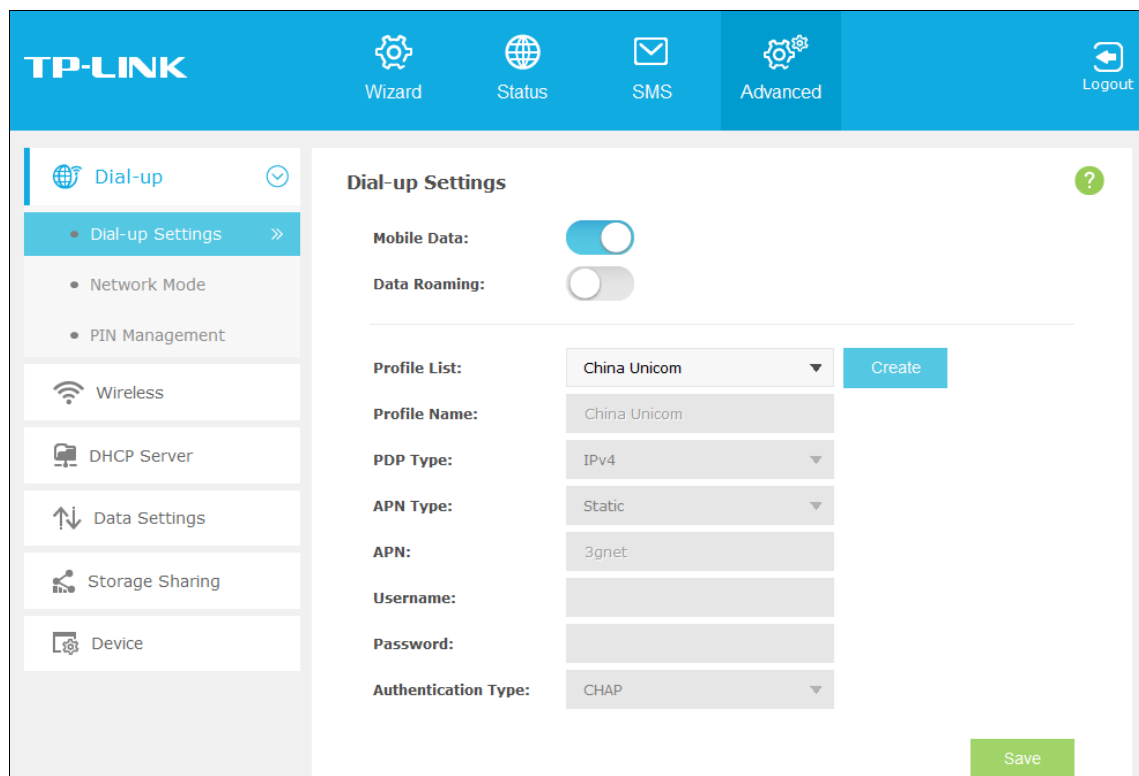 TP-LINK
Wizard
Status
SMS
Advanced
Logout
Dial-up
Dial-up Settings
Network Mode
PIN Management
Wireless
DHCP Server
Data Settings
Storage Sharing
Device
Dial-up Settings
?
Mobile Data:
Data Roaming:
Profile List: China Unicom Create
Profile Name: China Unicom
PDP Type: IPv4
APN Type: Static
APN: 3gnet
Username:
Password:
Authentication Type: CHAP
Save